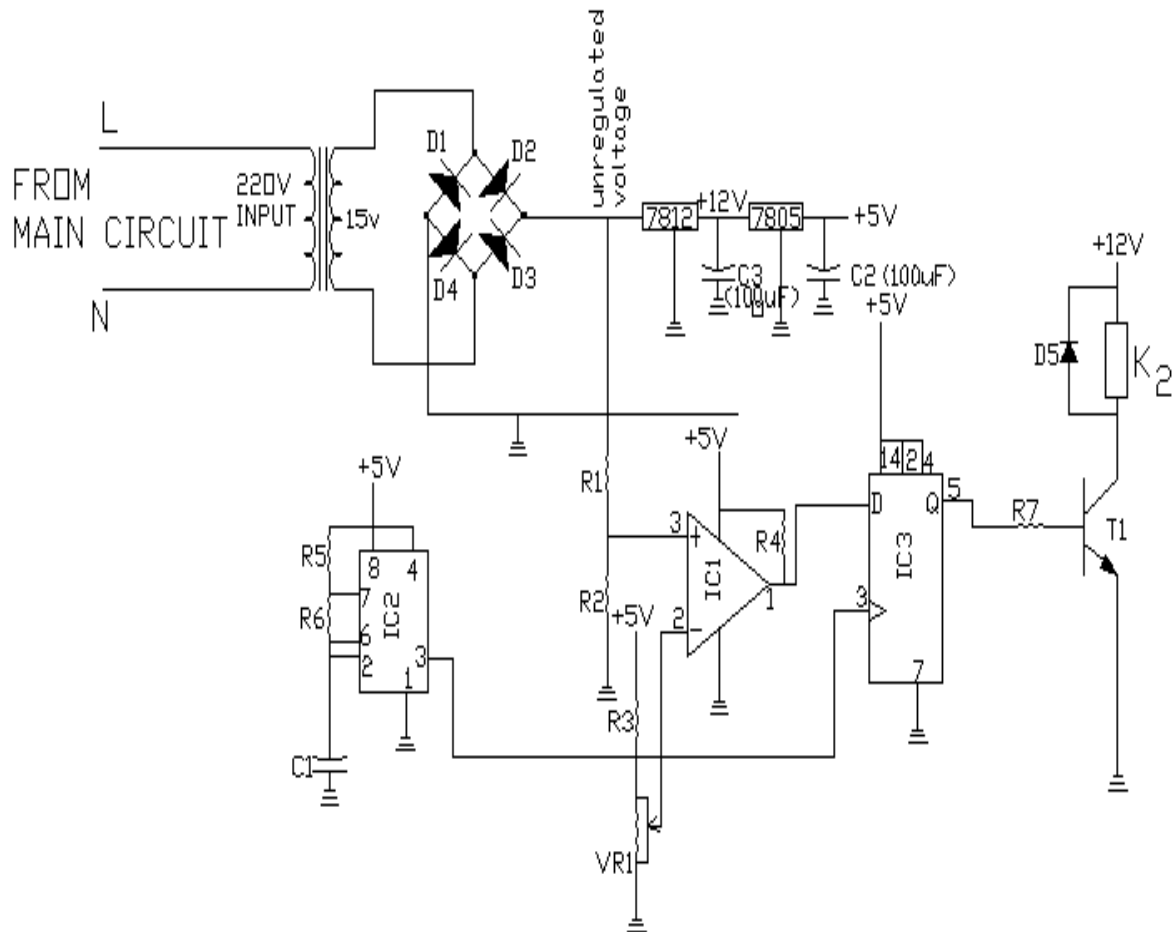 unregulated
voltage
L
FROM
MAIN CIRCUIT
N
220V
INPUT
15v
D1
D2
D4
D3
7812
+12V
7805
+5V
C3
(100uF)
C2 (100uF)
+5V
+12V
D5
K2
+5V
R5
R6
8
4
7
6
2
IC2
3
1
C1
R1
R2
+5V
3
+
2
-
IC1
R4
1
+5V
R3
VR1
14
2
4
D
Q
5
IC3
3
7
R7
T1